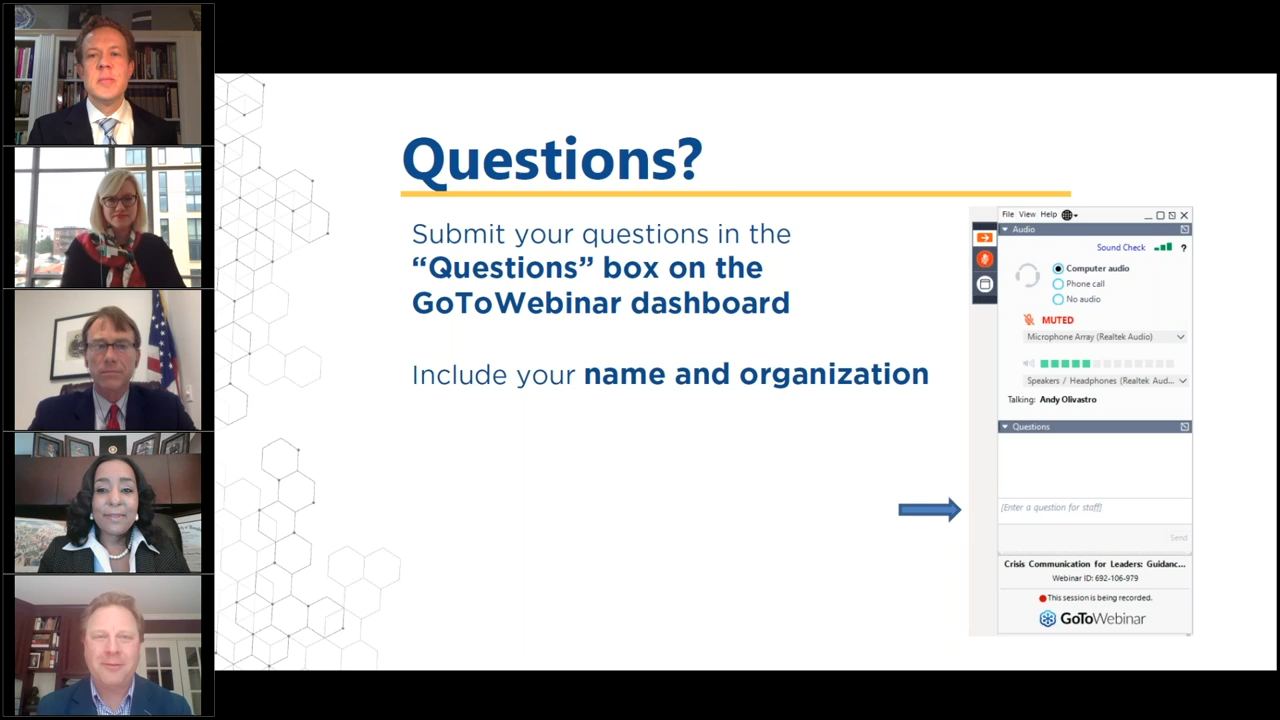 Questions?
Submit your questions in the
“Questions” box on the
GoToWebinar dashboard
Include your name and organization
File View Help
Audio
Sound Check ?
Computer audio
Phone call
No audio
MUTED
Microphone Array (Realtek Audio)
Speakers / Headphones (Realtek Aud...
Talking: Andy Olivastro
Questions
[Enter a question for staff]
Send
Crisis Communication for Leaders: Guidanc...
Webinar ID: 692-106-979
This session is being recorded.
GoToWebinar